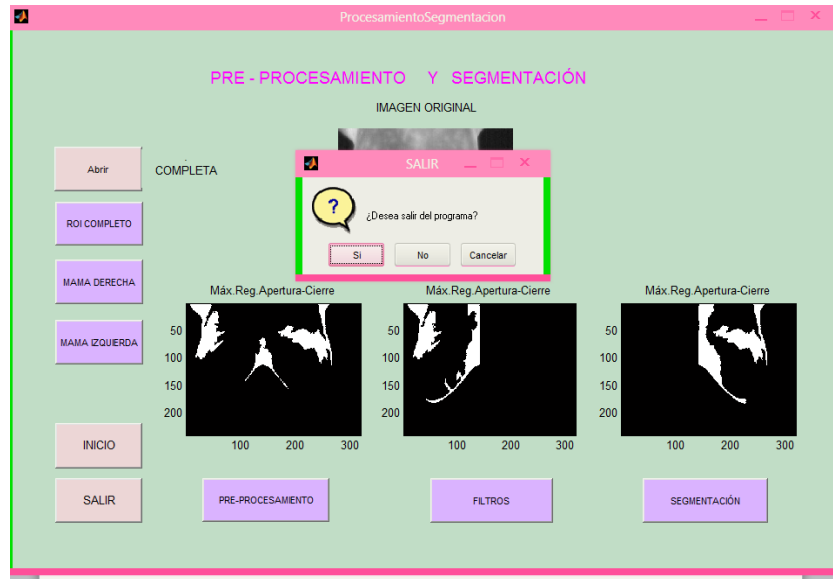 ProcesamientoSegmentacion
PRE - PROCESAMIENTO Y SEGMENTACIÓN
IMAGEN ORIGINAL
Abrir
COMPLETA
SALIR
?
¿Desea salir del programa?
Si
No
Cancelar
ROI COMPLETO
MAMA DERECHA
MAMA IZQUIERDA
INICIO
SALIR
Máx.Reg.Apertura-Cierre
50
100
150
200
100 200 300
Máx.Reg.Apertura-Cierre
50
100
150
200
100 200 300
Máx.Reg.Apertura-Cierre
50
100
150
200
100 200 300
PRE-PROCESAMIENTO
FILTROS
SEGMENTACIÓN